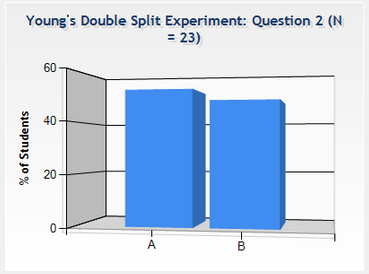 Young's Double Split Experiment: Question 2 (N
= 23)
% of Students
60
40
20
0
A
B